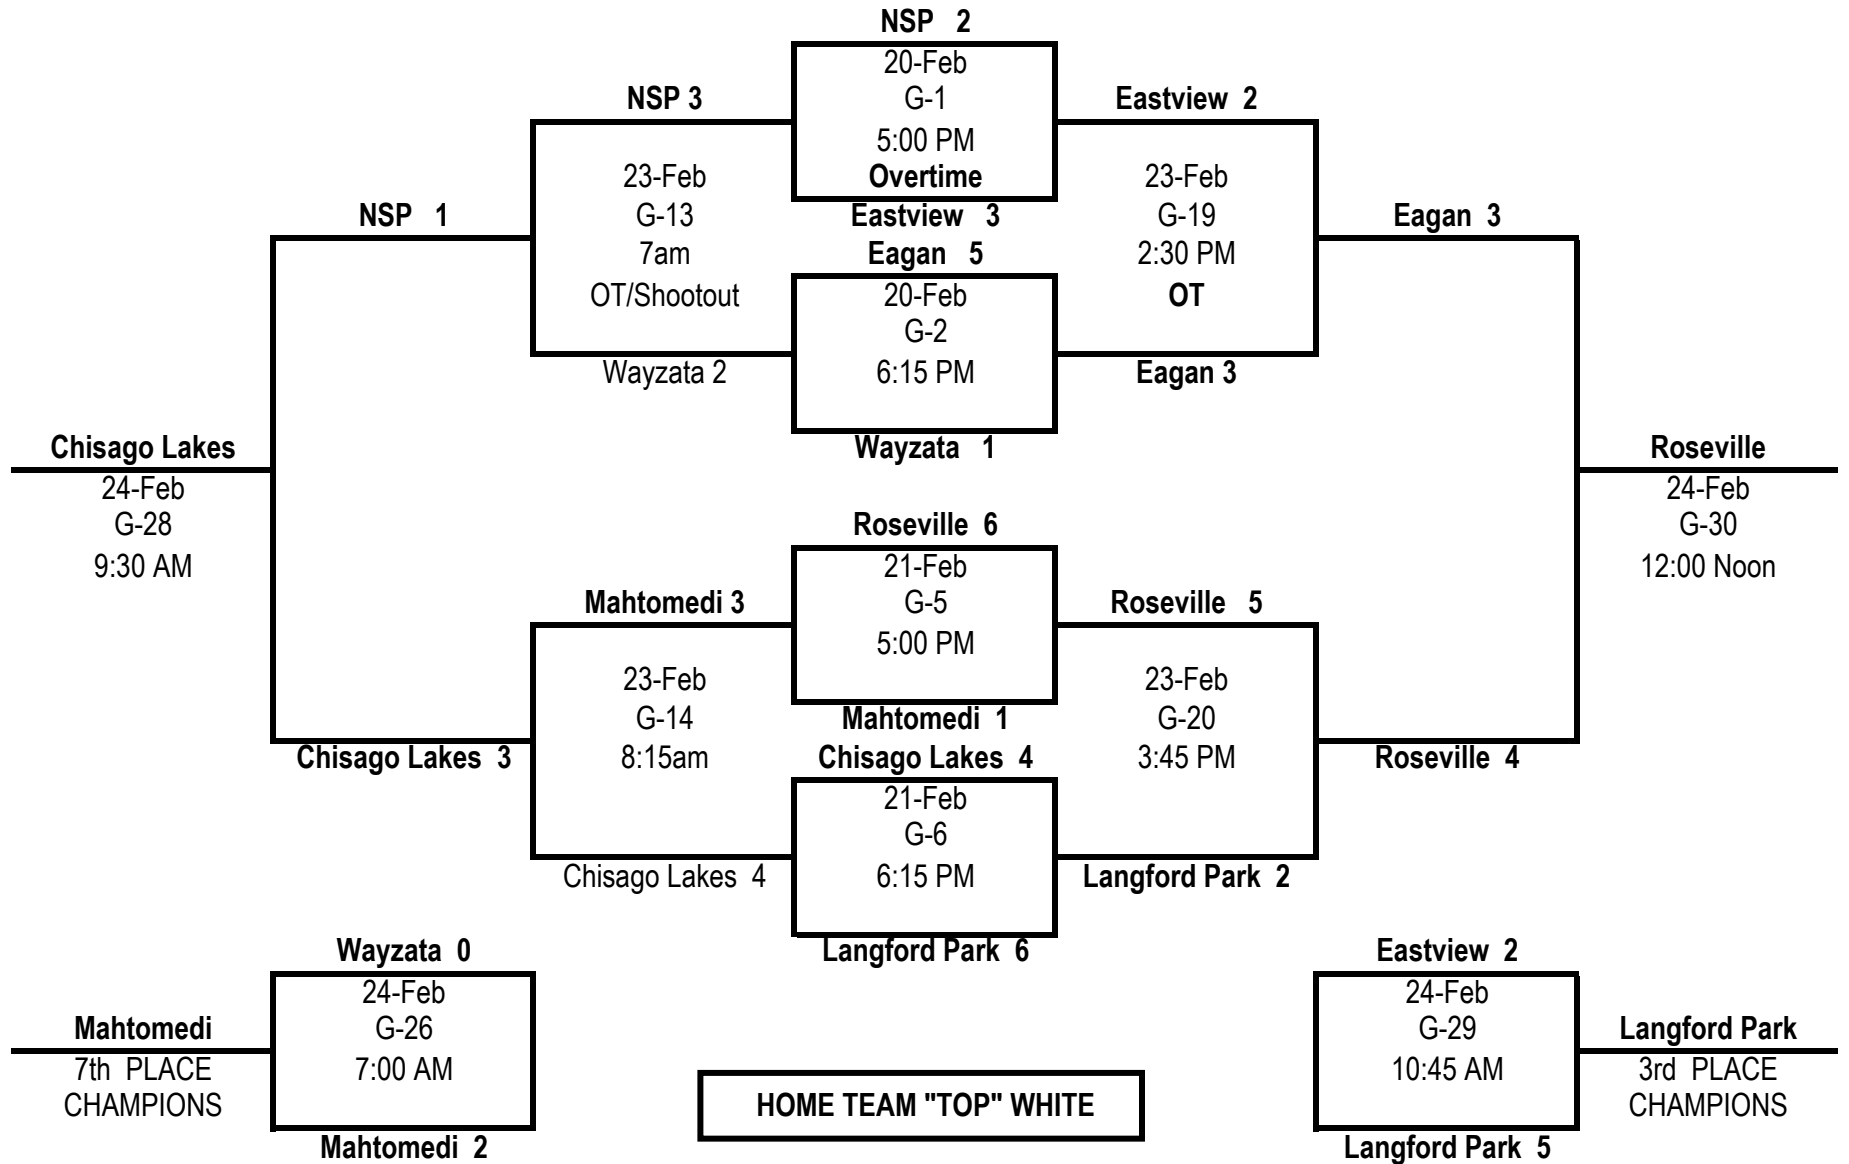 NSP 2
20-Feb
G-1
5:00 PM
Overtime
Eastview 3
NSP 3
23-Feb
G-13
7am
OT/Shootout
Wayzata 2
Eastview 2
23-Feb
G-19
2:30 PM
OT
Eagan 3
NSP 1
Eagan 3
Eagan 5
20-Feb
G-2
6:15 PM
Wayzata 1
Chisago Lakes
24-Feb
G-28
9:30 AM
Roseville
24-Feb
G-30
12:00 Noon
Roseville 6
21-Feb
G-5
5:00 PM
Mahtomedi 1
Mahtomedi 3
23-Feb
G-14
8:15am
Chisago Lakes 4
Roseville 5
23-Feb
G-20
3:45 PM
Langford Park 2
Chisago Lakes 3
Roseville 4
Chisago Lakes 4
21-Feb
G-6
6:15 PM
Langford Park 6
Wayzata 0
24-Feb
G-26
7:00 AM
Mahtomedi 2
Mahtomedi
7th PLACE
CHAMPIONS
HOME TEAM "TOP" WHITE
Eastview 2
24-Feb
G-29
10:45 AM
Langford Park 5
Langford Park
3rd PLACE
CHAMPIONS